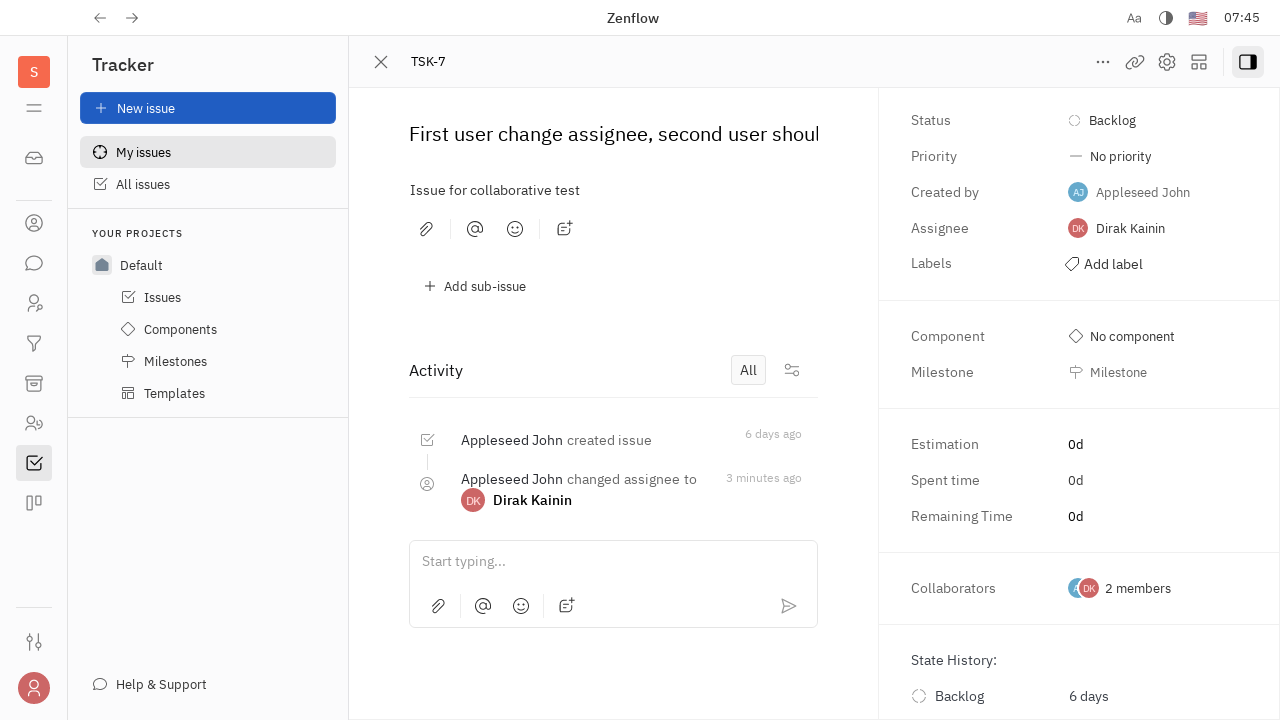 Zenflow
Aa
07:45
S
Tracker
New issue
My issues
All issues
YOUR PROJECTS
Default
Issues
Components
Milestones
Templates
Help & Support
TSK-7
First user change assignee, second user shoul
Issue for collaborative test
Add sub-issue
Activity
All
Appleseed John created issue
6 days ago
Appleseed John changed assignee to
3 minutes ago
DK Dirak Kainin
Start typing...
Status
Backlog
Priority
No priority
Created by
AJ Appleseed John
Assignee
DK Dirak Kainin
Labels
Add label
Component
No component
Milestone
Milestone
Estimation
0d
Spent time
0d
Remaining Time
0d
Collaborators
DK 2 members
State History:
Backlog
6 days